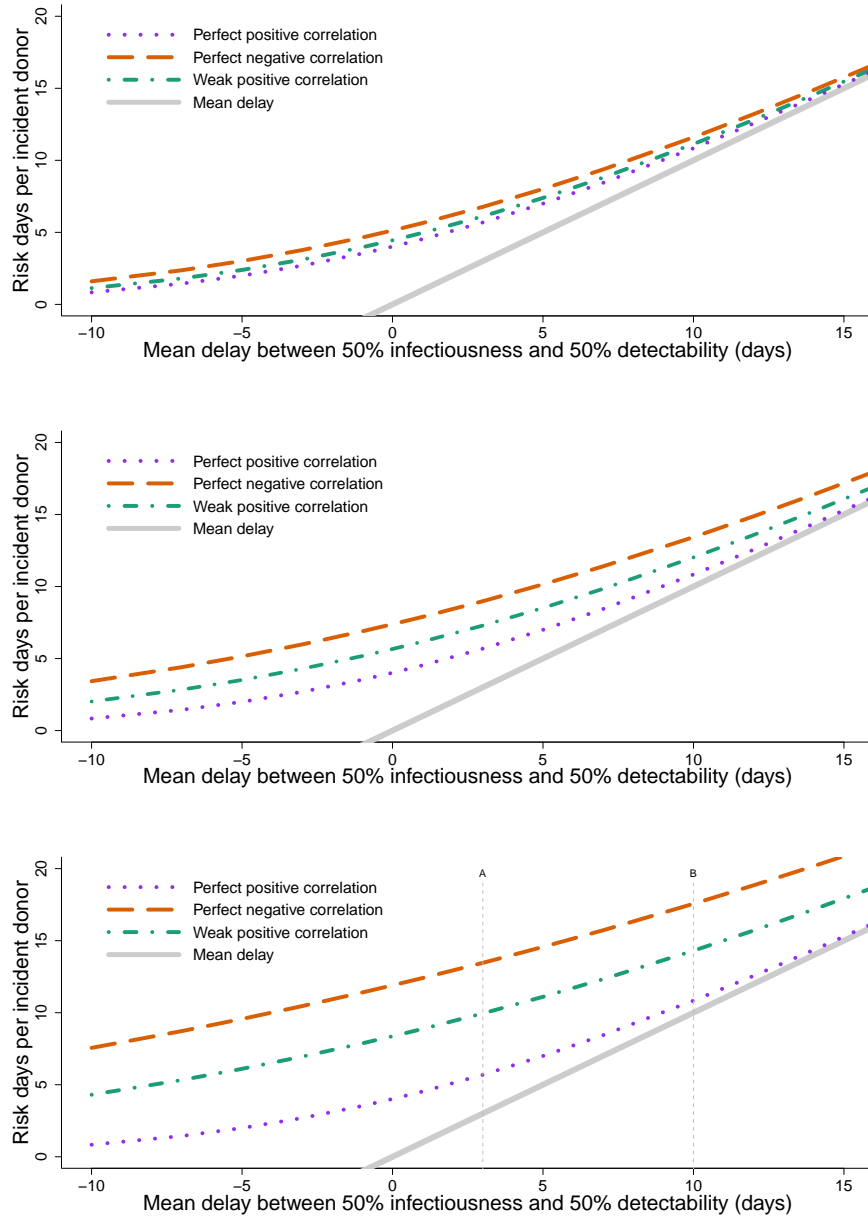 20
15
10
5
0
Risk days per incident donor
Perfect positive correlation
Perfect negative correlation
Weak positive correlation
Mean delay
−10 −5 0 5 10 15
Mean delay between 50% infectiousness and 50% detectability (days)
20
15
10
5
0
Risk days per incident donor
Perfect positive correlation
Perfect negative correlation
Weak positive correlation
Mean delay
−10 −5 0 5 10 15
Mean delay between 50% infectiousness and 50% detectability (days)
20
15
10
5
0
Risk days per incident donor
A B
Perfect positive correlation
Perfect negative correlation
Weak positive correlation
Mean delay
−10 −5 0 5 10 15
Mean delay between 50% infectiousness and 50% detectability (days)